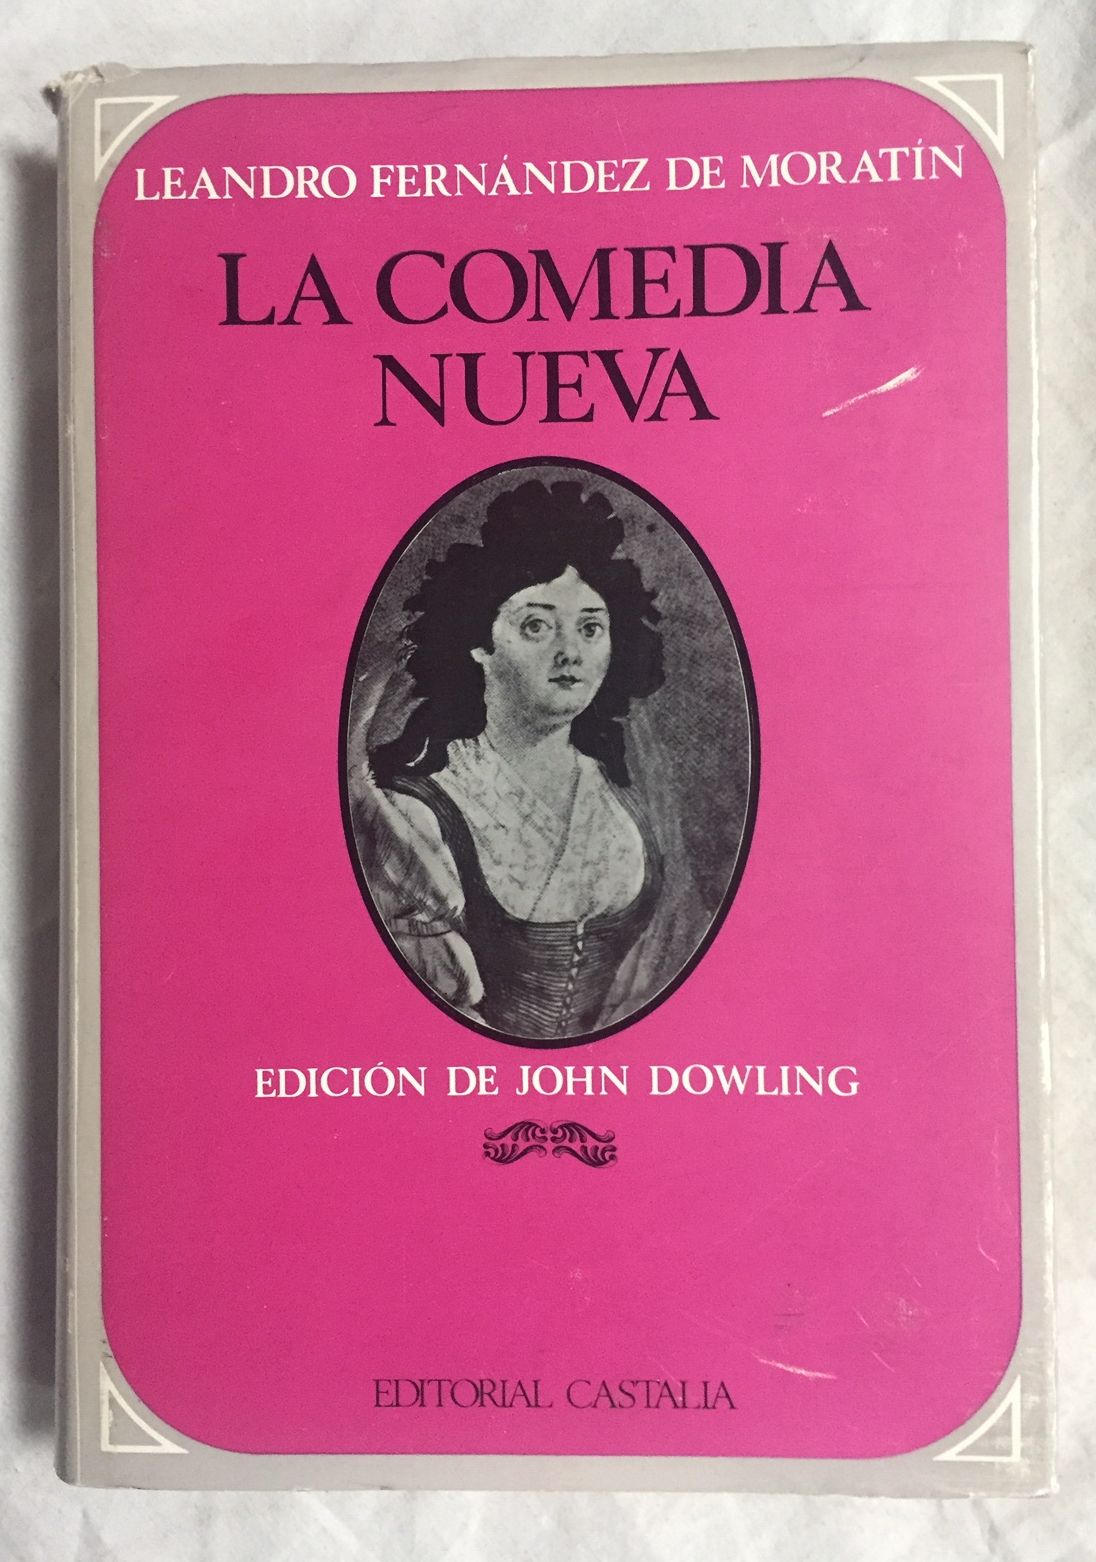 LEANDRO FERNÁNDEZ DE MORATÍN
LA COMEDIA
NUEVA
EDICIÓN DE JOHN DOWLING
EDITORIAL CASTALIA